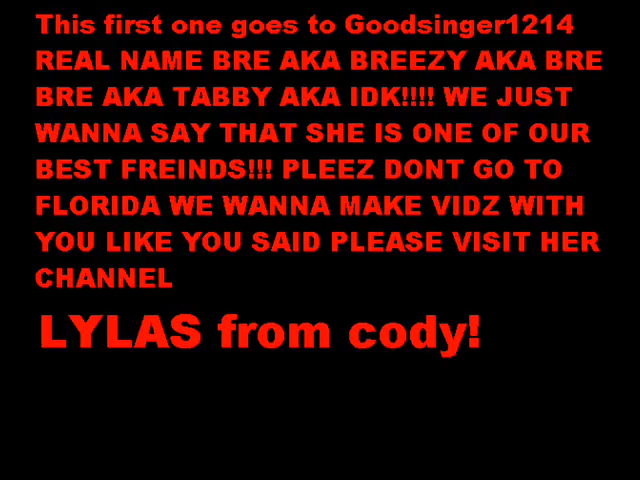 This first one goes to Goodsinger1214
REAL NAME BRE AKA BREEZY AKA BRE
BRE AKA TABBY AKA IDK!!!! WE JUST
WANNA SAY THAT SHE IS ONE OF OUR
BEST FREINDS!!! PLEEZ DONT GO TO
FLORIDA WE WANNA MAKE VIDZ WITH
YOU LIKE YOU SAID PLEASE VISIT HER
CHANNEL
LYLAS from cody!